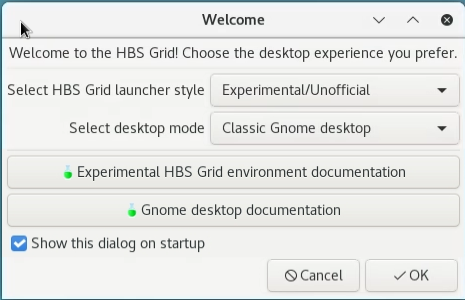 Welcome
Welcome to the HBS Grid! Choose the desktop experience you prefer.
Select HBS Grid launcher style Experimental/Unofficial
Select desktop mode Classic Gnome desktop
Experimental HBS Grid environment documentation
Gnome desktop documentation
Show this dialog on startup
Cancel OK